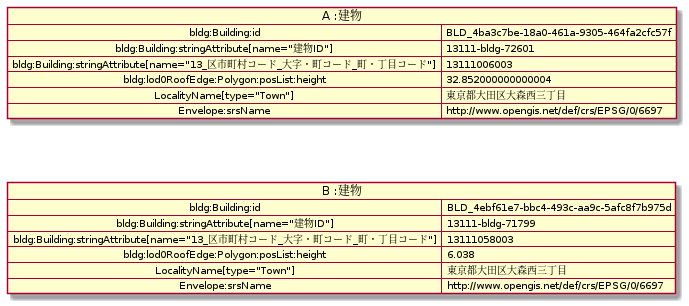 A :建物
bldg:Building:id BLD_4ba3c7be-18a0-461a-9305-464fa2cfc57f
bldg:Building:stringAttribute[name="建物ID"] 13111-bldg-72601
bldg:Building:stringAttribute[name="13_区市町村コード_大字・町コード_町・丁目コード"] 13111006003
bldg:lod0RoofEdge:Polygon:posList:height 32.852000000000004
LocalityName[type="Town"] 東京都大田区大森西三丁目
Envelope:srsName http://www.opengis.net/def/crs/EPSG/0/6697
B :建物
bldg:Building:id BLD_4ebf61e7-bbc4-493c-aa9c-5afc8f7b975d
bldg:Building:stringAttribute[name="建物ID"] 13111-bldg-71799
bldg:Building:stringAttribute[name="13_区市町村コード_大字・町コード_町・丁目コード"] 13111058003
bldg:lod0RoofEdge:Polygon:posList:height 6.038
LocalityName[type="Town"] 東京都大田区大森西三丁目
Envelope:srsName http://www.opengis.net/def/crs/EPSG/0/6697